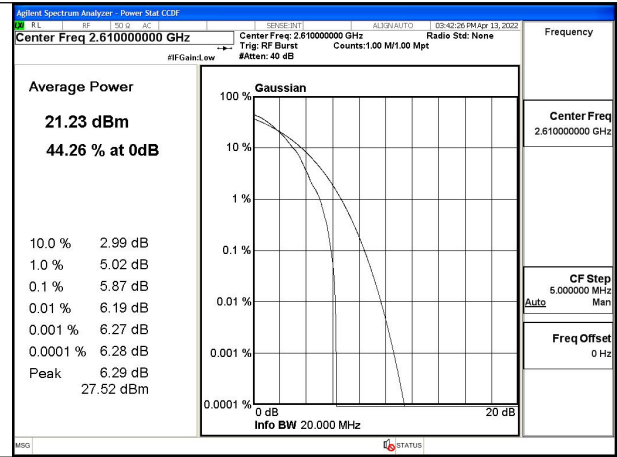 Agilent Spectrum Analyzer - Power Stat CCDF
RL RF 50 Ω AC SENSE:INT ALIGN AUTO 03:42:26 PM Apr 13, 2022
Center Freq 2.610000000 GHz
Center Freq: 2.610000000 GHz Radio Std: None
Trig: RF Burst Counts:1.00 M/1.00 Mpt
#IFGain:Low #Atten: 40 dB
Frequency
Average Power
21.23 dBm
44.26 % at 0dB
10.0 % 2.99 dB
1.0 % 5.02 dB
0.1 % 5.87 dB
0.01 % 6.19 dB
0.001 % 6.27 dB
0.0001 % 6.28 dB
Peak 6.29 dB
27.52 dBm
Gaussian
100 %
10 %
1 %
0.1 %
0.01 %
0.001 %
0.0001 %
0 dB 20 dB
Info BW 20.000 MHz
Center Freq
2.610000000 GHz
CF Step
5.000000 MHz
Auto Man
Freq Offset
0 Hz
MSG STATUS